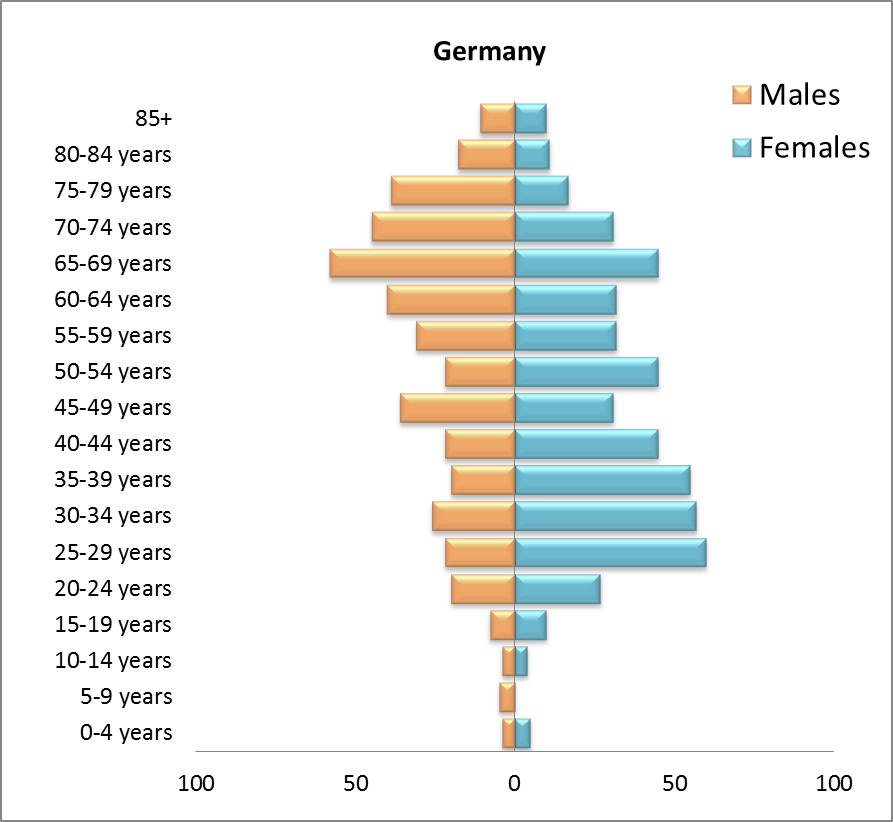 Germany
Males
Females
85+
80-84 years
75-79 years
70-74 years
65-69 years
60-64 years
55-59 years
50-54 years
45-49 years
40-44 years
35-39 years
30-34 years
25-29 years
20-24 years
15-19 years
10-14 years
5-9 years
0-4 years
100 50 0 50 100